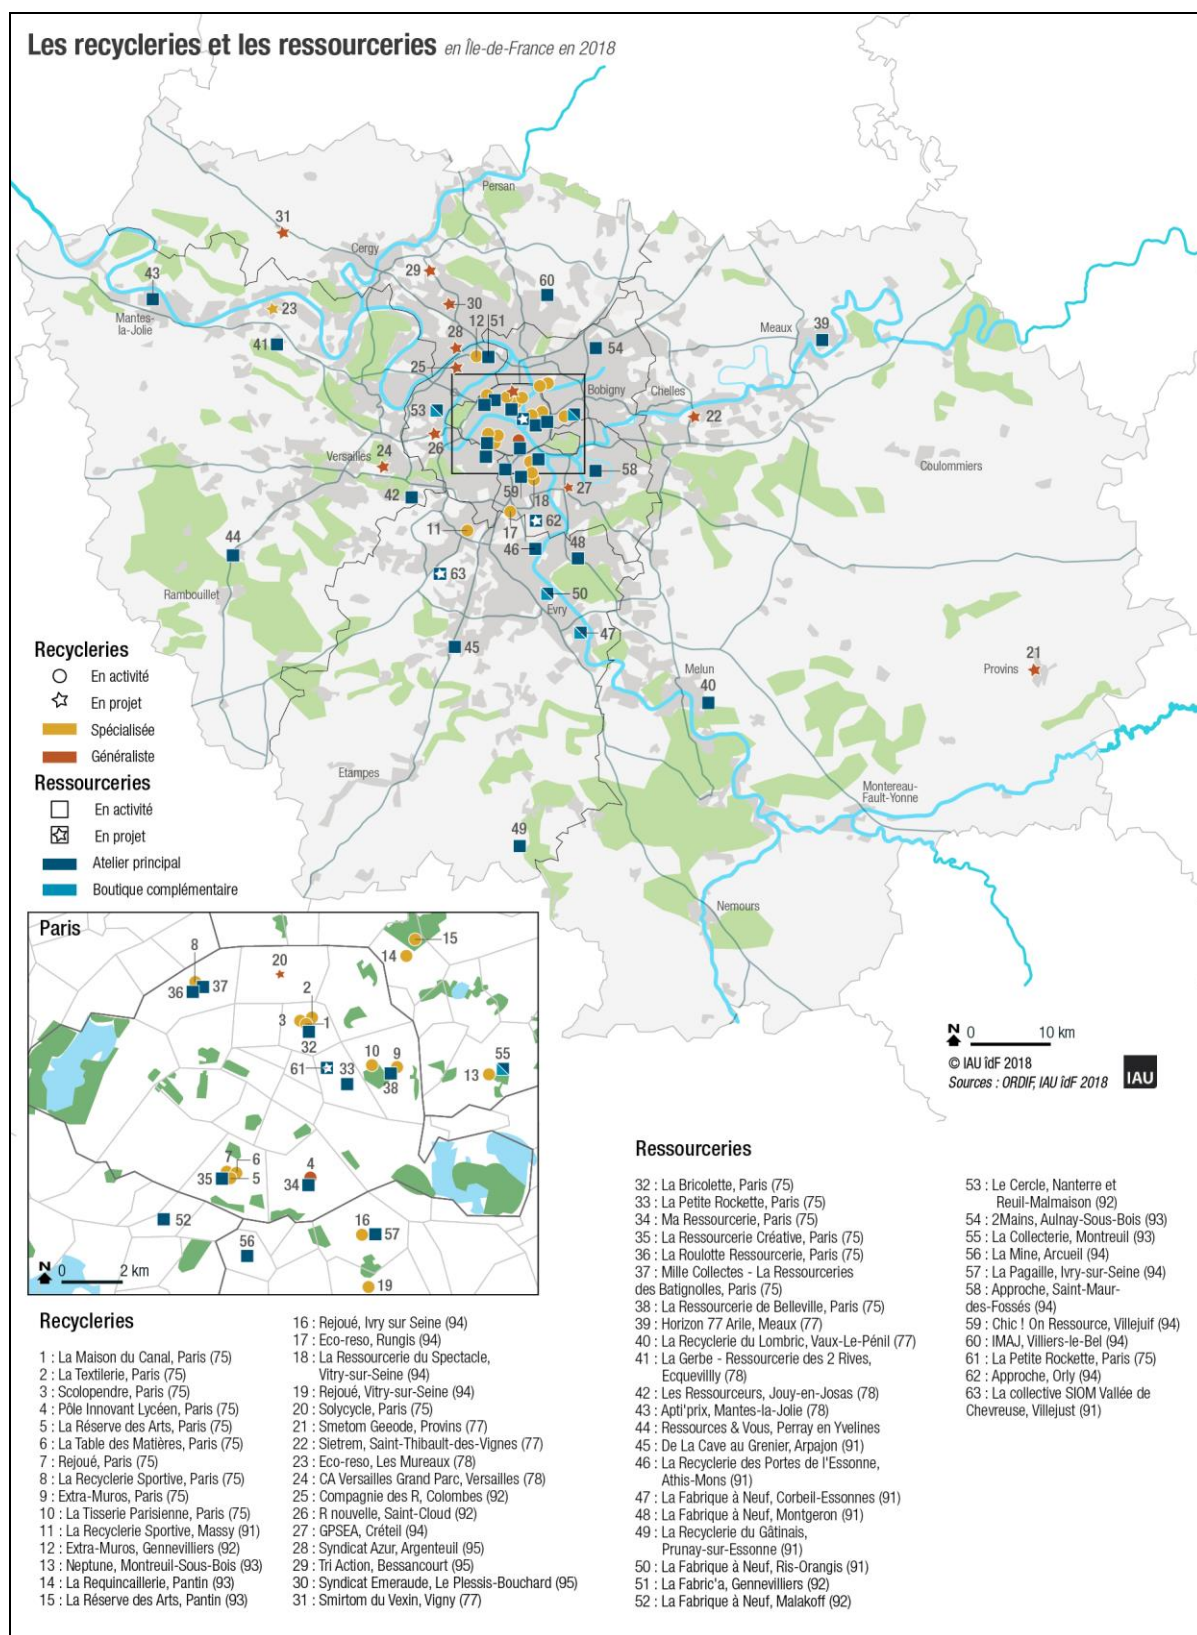 Les recycleries et les ressourceries en Île-de-France en 2018
Persan
31
Cergy
29
60
43
30
23
12 51
Mantes-
la-Jolie
Meaux
39
28
41
54
25
Bobigny
Chelles
53
22
26
24
Versailles
Coulommiers
58
42
59
27
18
11
17
62
44
46
48
63
Rambouillet
50
Evry
47
45
21
Provins
Melun
40
Etampes
Montereau-
Fault-Yonne
49
Nemours
Recycleries
En activité
En projet
Spécialisée
Généraliste
Ressourceries
En activité
En projet
Atelier principal
Boutique complémentaire
N 0 10 km
© IAU îdF 2018
Sources : ORDIF, IAU îdF 2018
IAU
Paris
15
8
14
20
37
36
2
3
1
32
10
9
55
61
33
13
38
7
6
4
35
5
34
52
16
57
56
N 0 2 km
19
Recycleries
1 : La Maison du Canal, Paris (75)
2 : La Textilerie, Paris (75)
3 : Scolopendre, Paris (75)
4 : Pôle Innovant Lycéen, Paris (75)
5 : La Réserve des Arts, Paris (75)
6 : La Table des Matières, Paris (75)
7 : Rejoué, Paris (75)
8 : La Recyclerie Sportive, Paris (75)
9 : Extra-Muros, Paris (75)
10 : La Tisserie Parisienne, Paris (75)
11 : La Recyclerie Sportive, Massy (91)
12 : Extra-Muros, Gennevilliers (92)
13 : Neptune, Montreuil-Sous-Bois (93)
14 : La Requincaillerie, Pantin (93)
15 : La Réserve des Arts, Pantin (93)
16 : Rejoué, Ivry sur Seine (94)
17 : Eco-reso, Rungis (94)
18 : La Ressourcerie du Spectacle,
Vitry-sur-Seine (94)
19 : Rejoué, Vitry-sur-Seine (94)
20 : Solycycle, Paris (75)
21 : Smetom Geeode, Provins (77)
22 : Sietrem, Saint-Thibault-des-Vignes (77)
23 : Eco-reso, Les Mureaux (78)
24 : CA Versailles Grand Parc, Versailles (78)
25 : Compagnie des R, Colombes (92)
26 : R nouvelle, Saint-Cloud (92)
27 : GPSEA, Créteil (94)
28 : Syndicat Azur, Argenteuil (95)
29 : Tri Action, Bessancourt (95)
30 : Syndicat Emeraude, Le Plessis-Bouchard (95)
31 : Smirtom du Vexin, Vigny (77)
Ressourceries
32 : La Bricolette, Paris (75)
33 : La Petite Rockette, Paris (75)
34 : Ma Ressourcerie, Paris (75)
35 : La Ressourcerie Créative, Paris (75)
36 : La Roulotte Ressourcerie, Paris (75)
37 : Mille Collectes - La Ressourceries
des Batignolles, Paris (75)
38 : La Ressourcerie de Belleville, Paris (75)
39 : Horizon 77 Arile, Meaux (77)
40 : La Recyclerie du Lombric, Vaux-Le-Pénil (77)
41 : La Gerbe - Ressourcerie des 2 Rives,
Ecquevillly (78)
42 : Les Ressourceurs, Jouy-en-Josas (78)
43 : Apti'prix, Mantes-la-Jolie (78)
44 : Ressources & Vous, Perray en Yvelines
45 : De La Cave au Grenier, Arpajon (91)
46 : La Recyclerie des Portes de l'Essonne,
Athis-Mons (91)
47 : La Fabrique à Neuf, Corbeil-Essonnes (91)
48 : La Fabrique à Neuf, Montgeron (91)
49 : La Recyclerie du Gâtinais,
Prunay-sur-Essonne (91)
50 : La Fabrique à Neuf, Ris-Orangis (91)
51 : La Fabric'a, Gennevilliers (92)
52 : La Fabrique à Neuf, Malakoff (92)
53 : Le Cercle, Nanterre et
Reuil-Malmaison (92)
54 : 2Mains, Aulnay-Sous-Bois (93)
55 : La Collecterie, Montreuil (93)
56 : La Mine, Arcueil (94)
57 : La Pagaille, Ivry-sur-Seine (94)
58 : Approche, Saint-Maur-
des-Fossés (94)
59 : Chic ! On Ressource, Villejuif (94)
60 : IMAJ, Villiers-le-Bel (94)
61 : La Petite Rockette, Paris (75)
62 : Approche, Orly (94)
63 : La collective SIOM Vallée de
Chevreuse, Villejust (91)